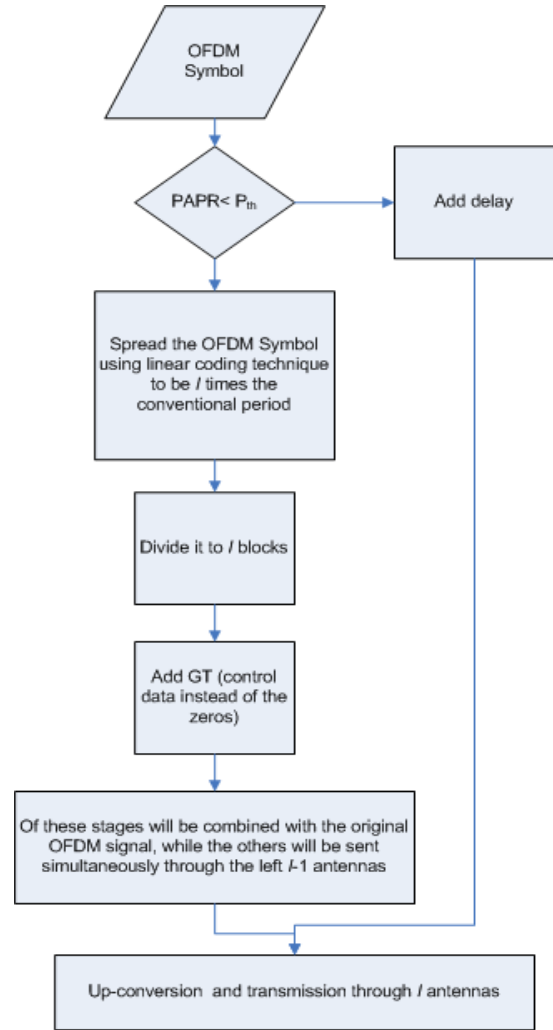 OFDM
Symbol
PAPR< Pth
Add delay
Spread the OFDM Symbol
using linear coding technique
to be l times the
conventional period
Divide it to l blocks
Add GT (control
data instead of the
zeros)
Of these stages will be combined with the original
OFDM signal, while the others will be sent
simultaneously through the left l-1 antennas
Up-conversion and transmission through l antennas